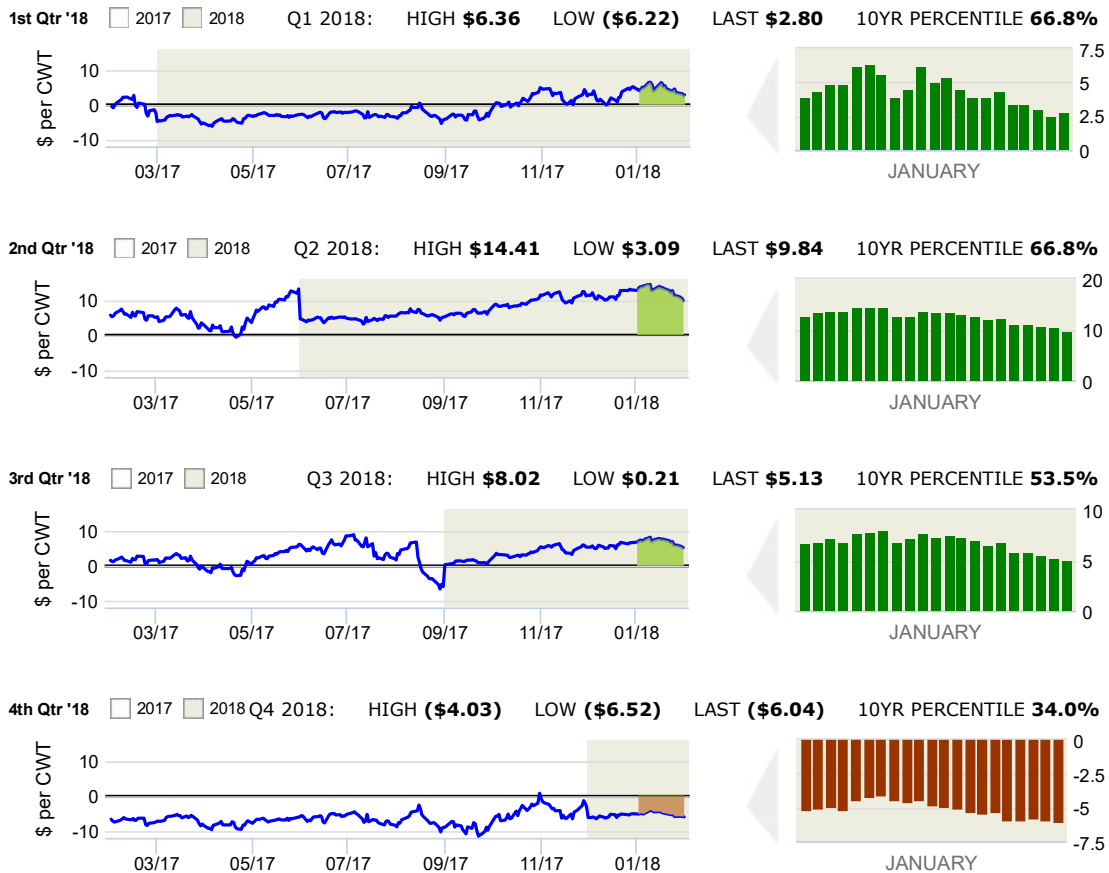 1st Qtr '18 2017 2018 Q1 2018: HIGH $6.36 LOW ($6.22) LAST $2.80 10YR PERCENTILE 66.8%
$ per CWT
10
0
-10
03/17 05/17 07/17 09/17 11/17 01/18
7.5
5
2.5
0
JANUARY
2nd Qtr '18 2017 2018 Q2 2018: HIGH $14.41 LOW $3.09 LAST $9.84 10YR PERCENTILE 66.8%
$ per CWT
10
0
-10
03/17 05/17 07/17 09/17 11/17 01/18
20
10
0
JANUARY
3rd Qtr '18 2017 2018 Q3 2018: HIGH $8.02 LOW $0.21 LAST $5.13 10YR PERCENTILE 53.5%
$ per CWT
10
0
-10
03/17 05/17 07/17 09/17 11/17 01/18
10
5
0
JANUARY
4th Qtr '18 2017 2018 Q4 2018: HIGH ($4.03) LOW ($6.52) LAST ($6.04) 10YR PERCENTILE 34.0%
$ per CWT
10
0
-10
03/17 05/17 07/17 09/17 11/17 01/18
0
-2.5
-5
-7.5
JANUARY